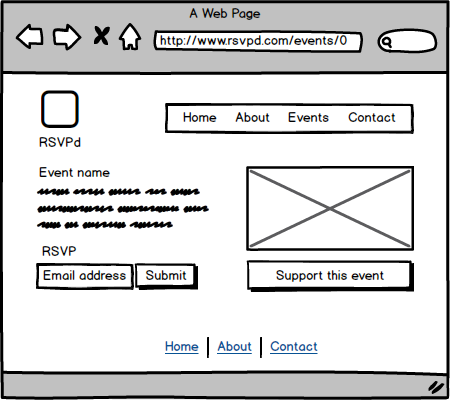 A Web Page
http://www.rsvpd.com/events/0
Home About Events Contact
RSVPd
Event name
RSVP
Email address Submit
Support this event
Home About Contact